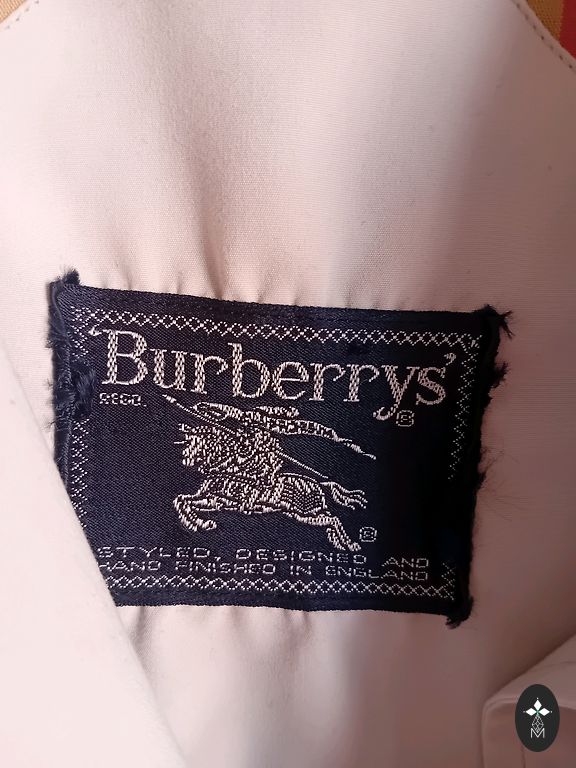 'Burberrys'
REGD.
®
®
STYLED, DESIGNED AND
HAND FINISHED IN ENGLAND
M